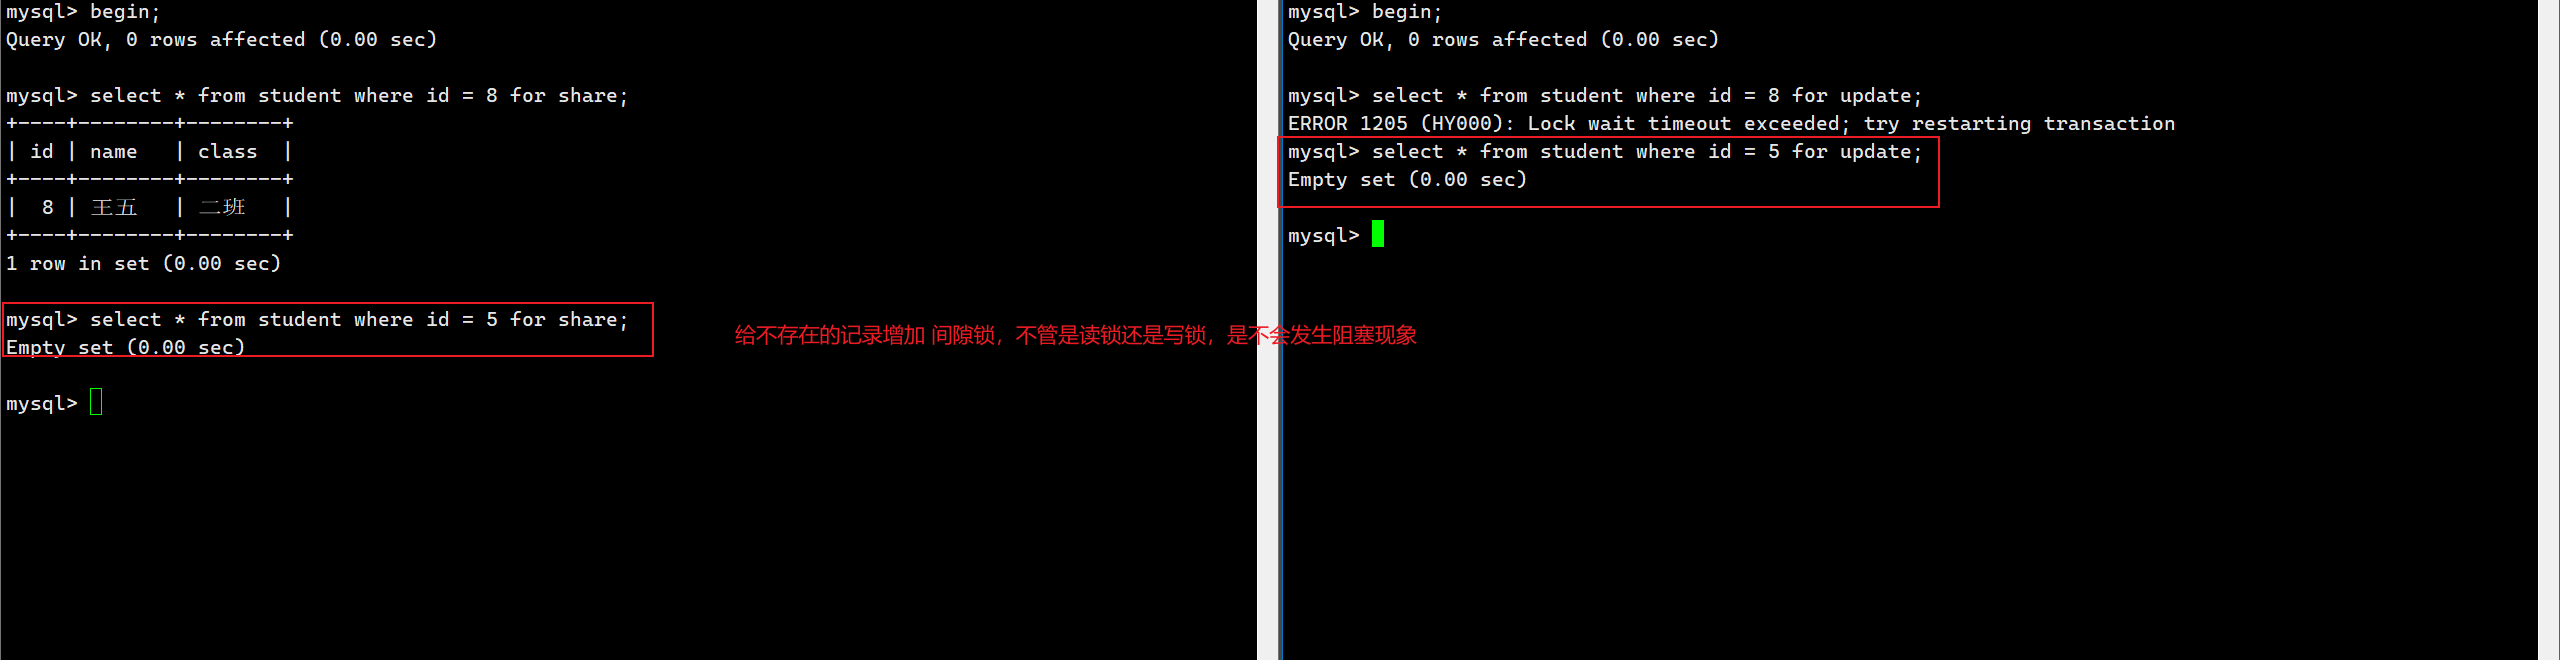 mysql> begin;
Query OK, 0 rows affected (0.00 sec)
mysql> select * from student where id = 8 for share;
+----+--------+--------+
| id | name   | class  |
+----+--------+--------+
|  8 | 王五   | 二班   |
+----+--------+--------+
1 row in set (0.00 sec)
mysql> select * from student where id = 5 for share;
Empty set (0.00 sec)
mysql>
给不存在的记录增加 间隙锁，不管是读锁还是写锁，是不会发生阻塞现象
mysql> begin;
Query OK, 0 rows affected (0.00 sec)
mysql> select * from student where id = 8 for update;
ERROR 1205 (HY000): Lock wait timeout exceeded; try restarting transaction
mysql> select * from student where id = 5 for update;
Empty set (0.00 sec)
mysql>